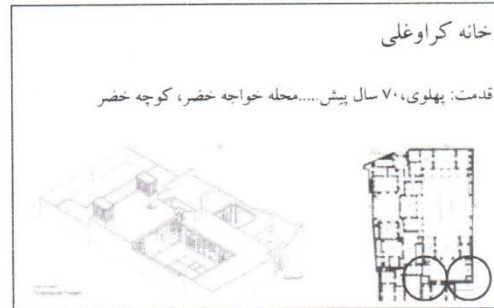 خانه کراوغلی
قدمت: پهلوی، ۷۰ سال پیش.....محله خواجه خضر، کوچه خضر